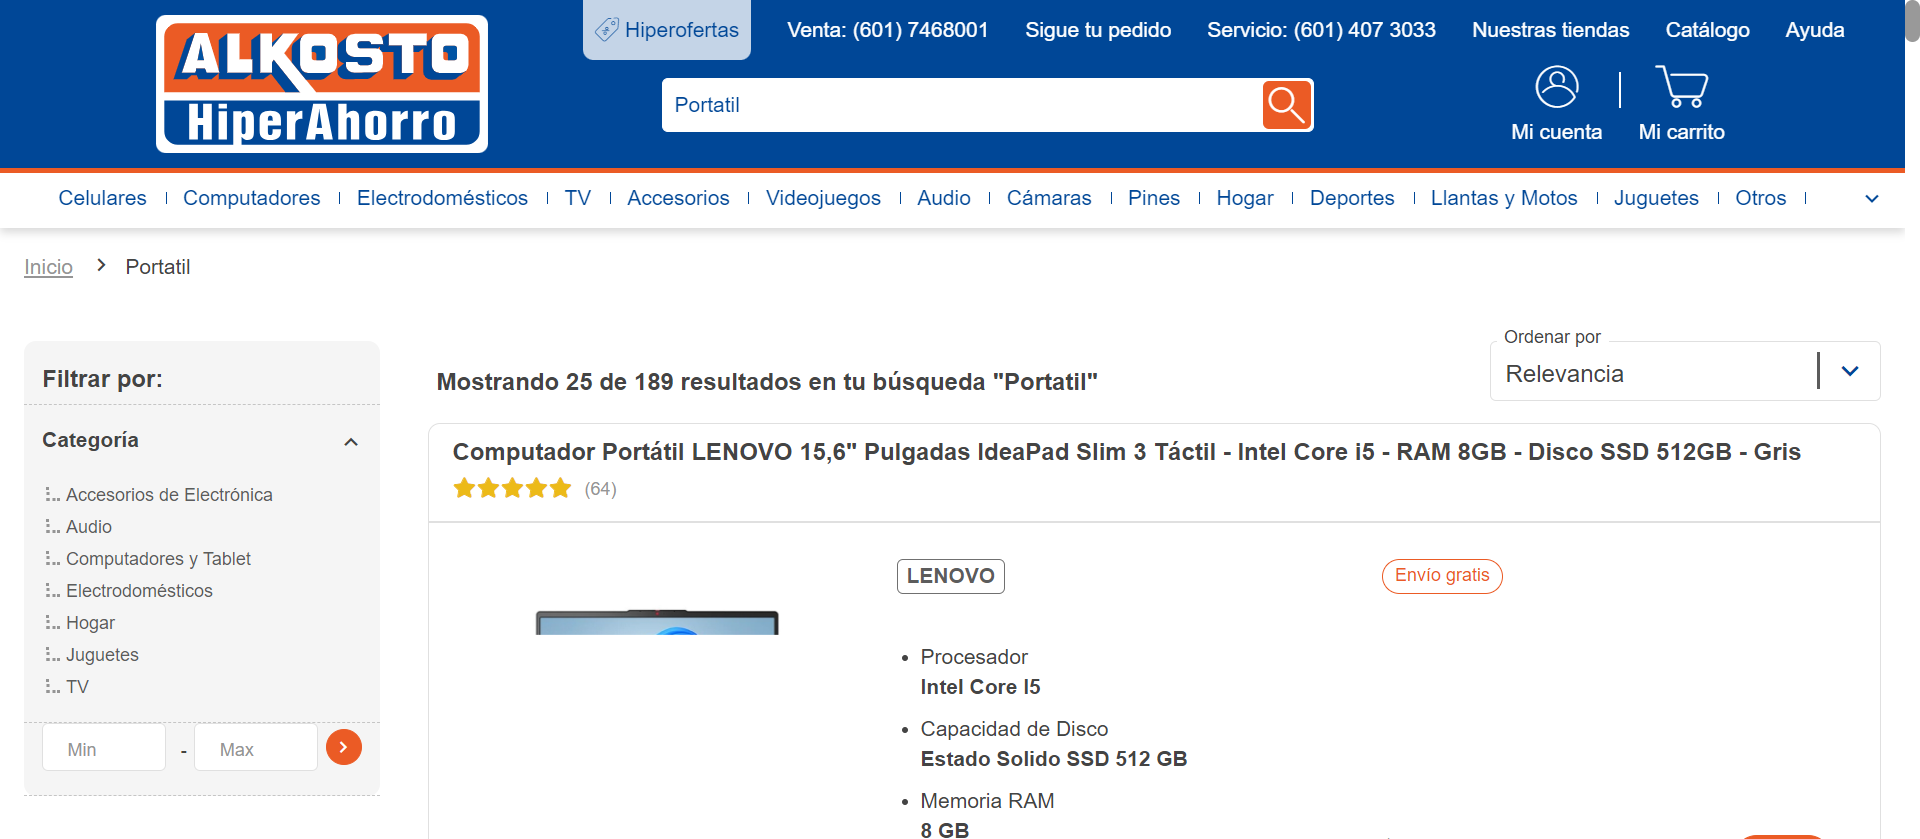 ALKOSTO
HiperAhorro
Hiperofertas
Venta: (601) 7468001
Sigue tu pedido
Servicio: (601) 407 3033
Nuestras tiendas
Catálogo
Ayuda
Portatil
Mi cuenta
Mi carrito
Celulares
Computadores
Electrodomésticos
TV
Accesorios
Videojuegos
Audio
Cámaras
Pines
Hogar
Deportes
Llantas y Motos
Juguetes
Otros
Inicio
Portatil
Filtrar por:
Categoría
Accesorios de Electrónica
Audio
Computadores y Tablet
Electrodomésticos
Hogar
Juguetes
TV
Min
-
Max
Mostrando 25 de 189 resultados en tu búsqueda "Portatil"
Ordenar por
Relevancia
Computador Portátil LENOVO 15,6" Pulgadas IdeaPad Slim 3 Táctil - Intel Core i5 - RAM 8GB - Disco SSD 512GB - Gris
(64)
LENOVO
Envío gratis
Procesador
Intel Core I5
Capacidad de Disco
Estado Solido SSD 512 GB
Memoria RAM
8 GB